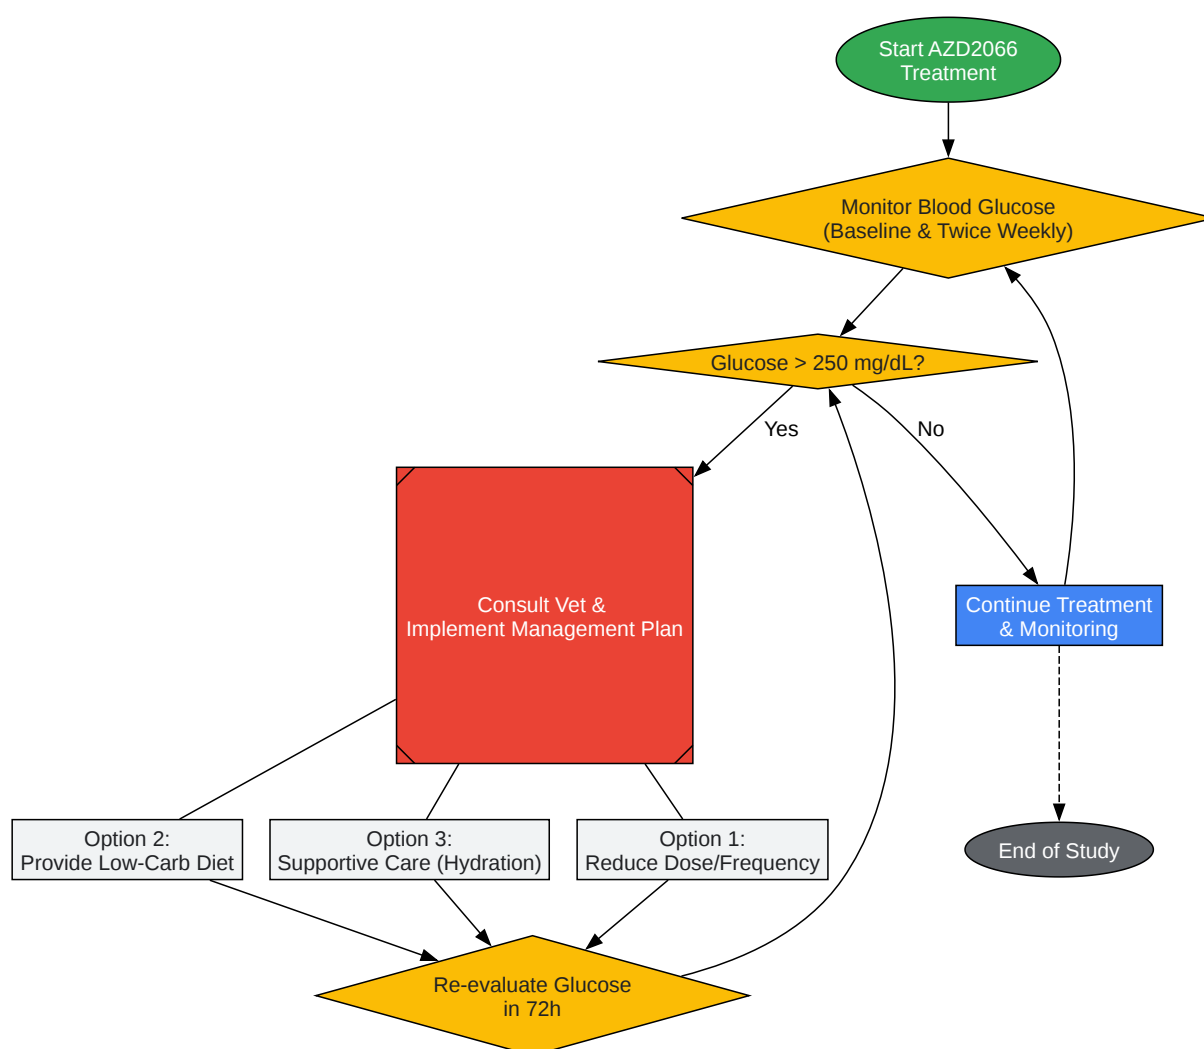 Start AZD2066
Treatment
Monitor Blood Glucose
(Baseline & Twice Weekly)
Glucose > 250 mg/dL?
Yes
No
Consult Vet &
Implement Management Plan
Continue Treatment
& Monitoring
Option 2:
Provide Low-Carb Diet
Option 3:
Supportive Care (Hydration)
Option 1:
Reduce Dose/Frequency
End of Study
Re-evaluate Glucose
in 72h